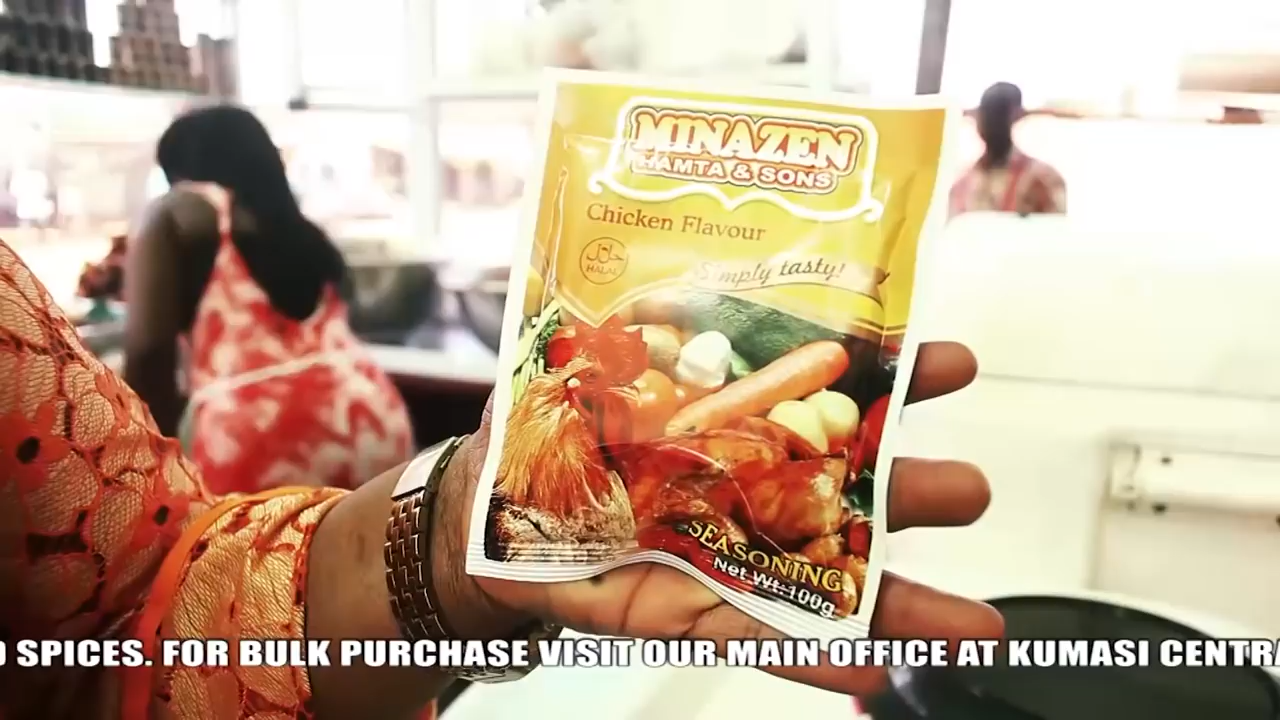 MINAZEN
HAMTA & SONS
Chicken Flavour
حلال
HALAL
Simply tasty!
SEASONING
Net Wt:100g
SPICES. FOR BULK PURCHASE VISIT OUR MAIN OFFICE AT KUMASI